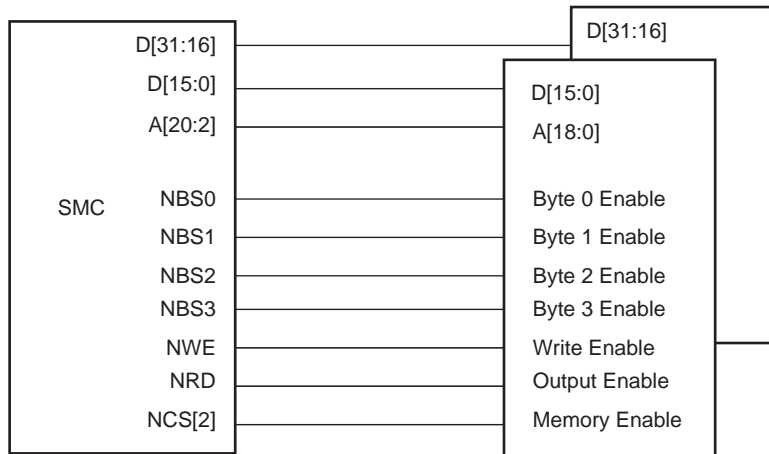 D[31:16]
D[31:16]
D[15:0]
D[15:0]
A[20:2]
A[18:0]
SMC
NBS0
Byte 0 Enable
NBS1
Byte 1 Enable
NBS2
Byte 2 Enable
NBS3
Byte 3 Enable
NWE
Write Enable
NRD
Output Enable
NCS[2]
Memory Enable